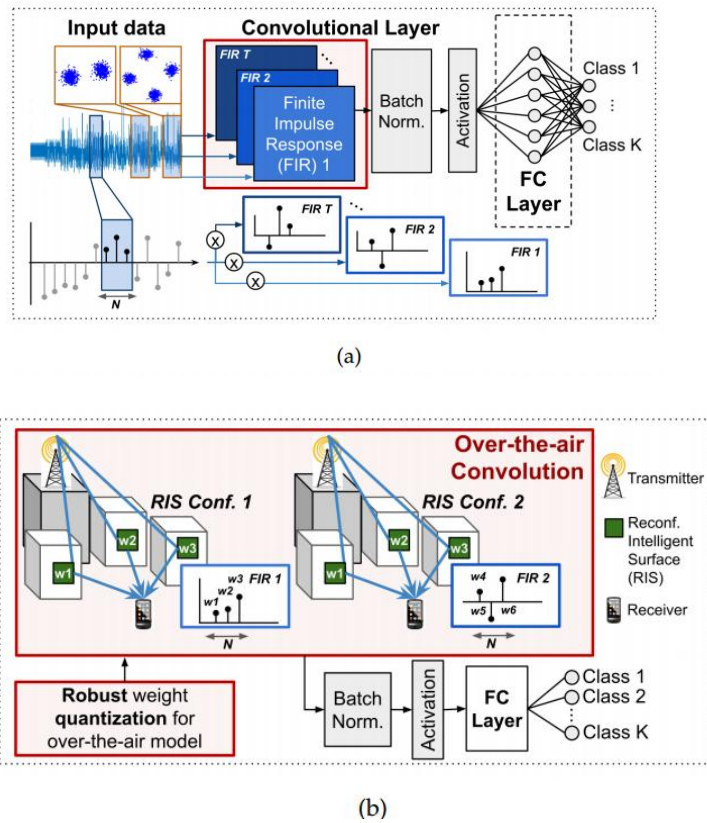 Input data
Convolutional Layer
FIR T
FIR 2
Finite
Impulse
Response
(FIR) 1
Batch
Norm.
Activation
FC
Layer
Class 1
Class K
FIR T
FIR 2
FIR 1
X
X
X
N
(a)
Over-the-air
Convolution
RIS Conf. 1
RIS Conf. 2
w1
w2
w3
w1
w2
w3
FIR 1
w1
w2
w3
N
FIR 2
w4
w5
w6
N
Transmitter
Reconf.
Intelligent
Surface
(RIS)
Receiver
Robust weight
quantization for
over-the-air model
Batch
Norm.
Activation
FC
Layer
Class 1
Class 2
Class K
(b)